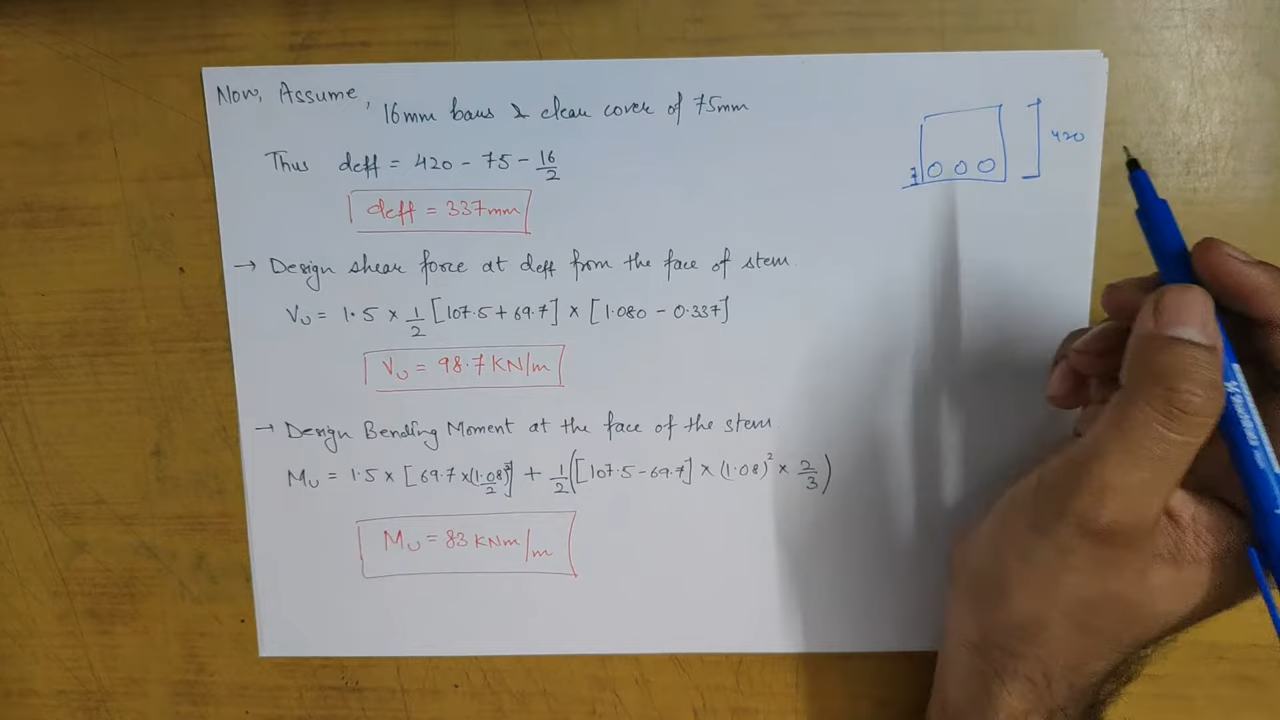 Now, Assume,
16mm bars & clear cover of 75mm
Thus deff = 420 - 75 - 16/2
deff = 337mm
420
→ Design shear force at deff from the face of stem.
VU = 1.5 × 1/2 [107.5 + 69.7] × [1.080 - 0.337]
VU = 98.7 KN/m
→ Design Bending Moment at the face of the stem
MU = 1.5 × [69.7 × (1.08)²/2] + 1/2 ([107.5 - 69.7] × (1.08)² × 2/3)
MU = 83 KNm/m